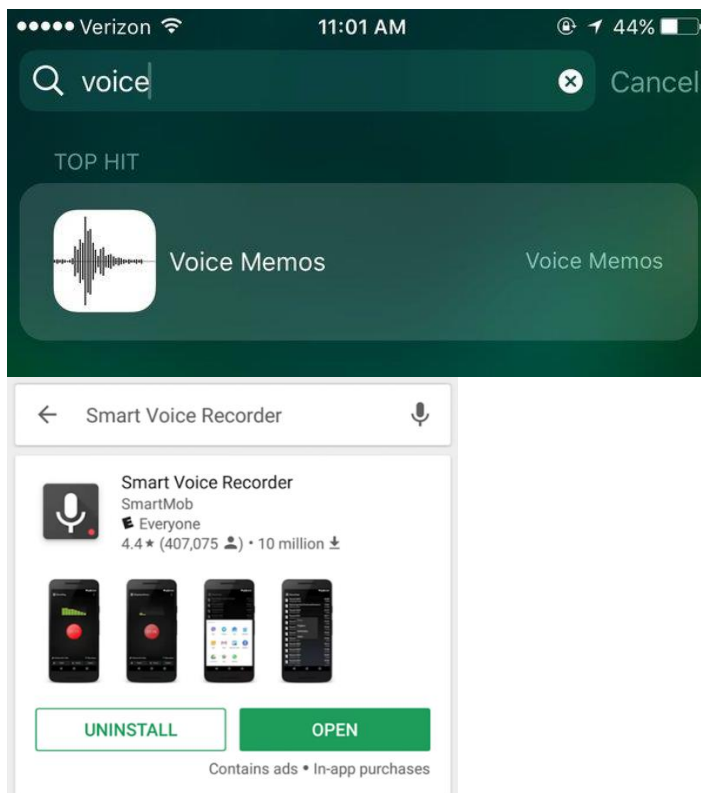 Verizon 11:01 AM 44%
voice Cancel
TOP HIT
Voice Memos Voice Memos
Smart Voice Recorder
Smart Voice Recorder
SmartMob
E Everyone
4.4★ (407,075) • 10 million
UNINSTALL OPEN
Contains ads • In-app purchases